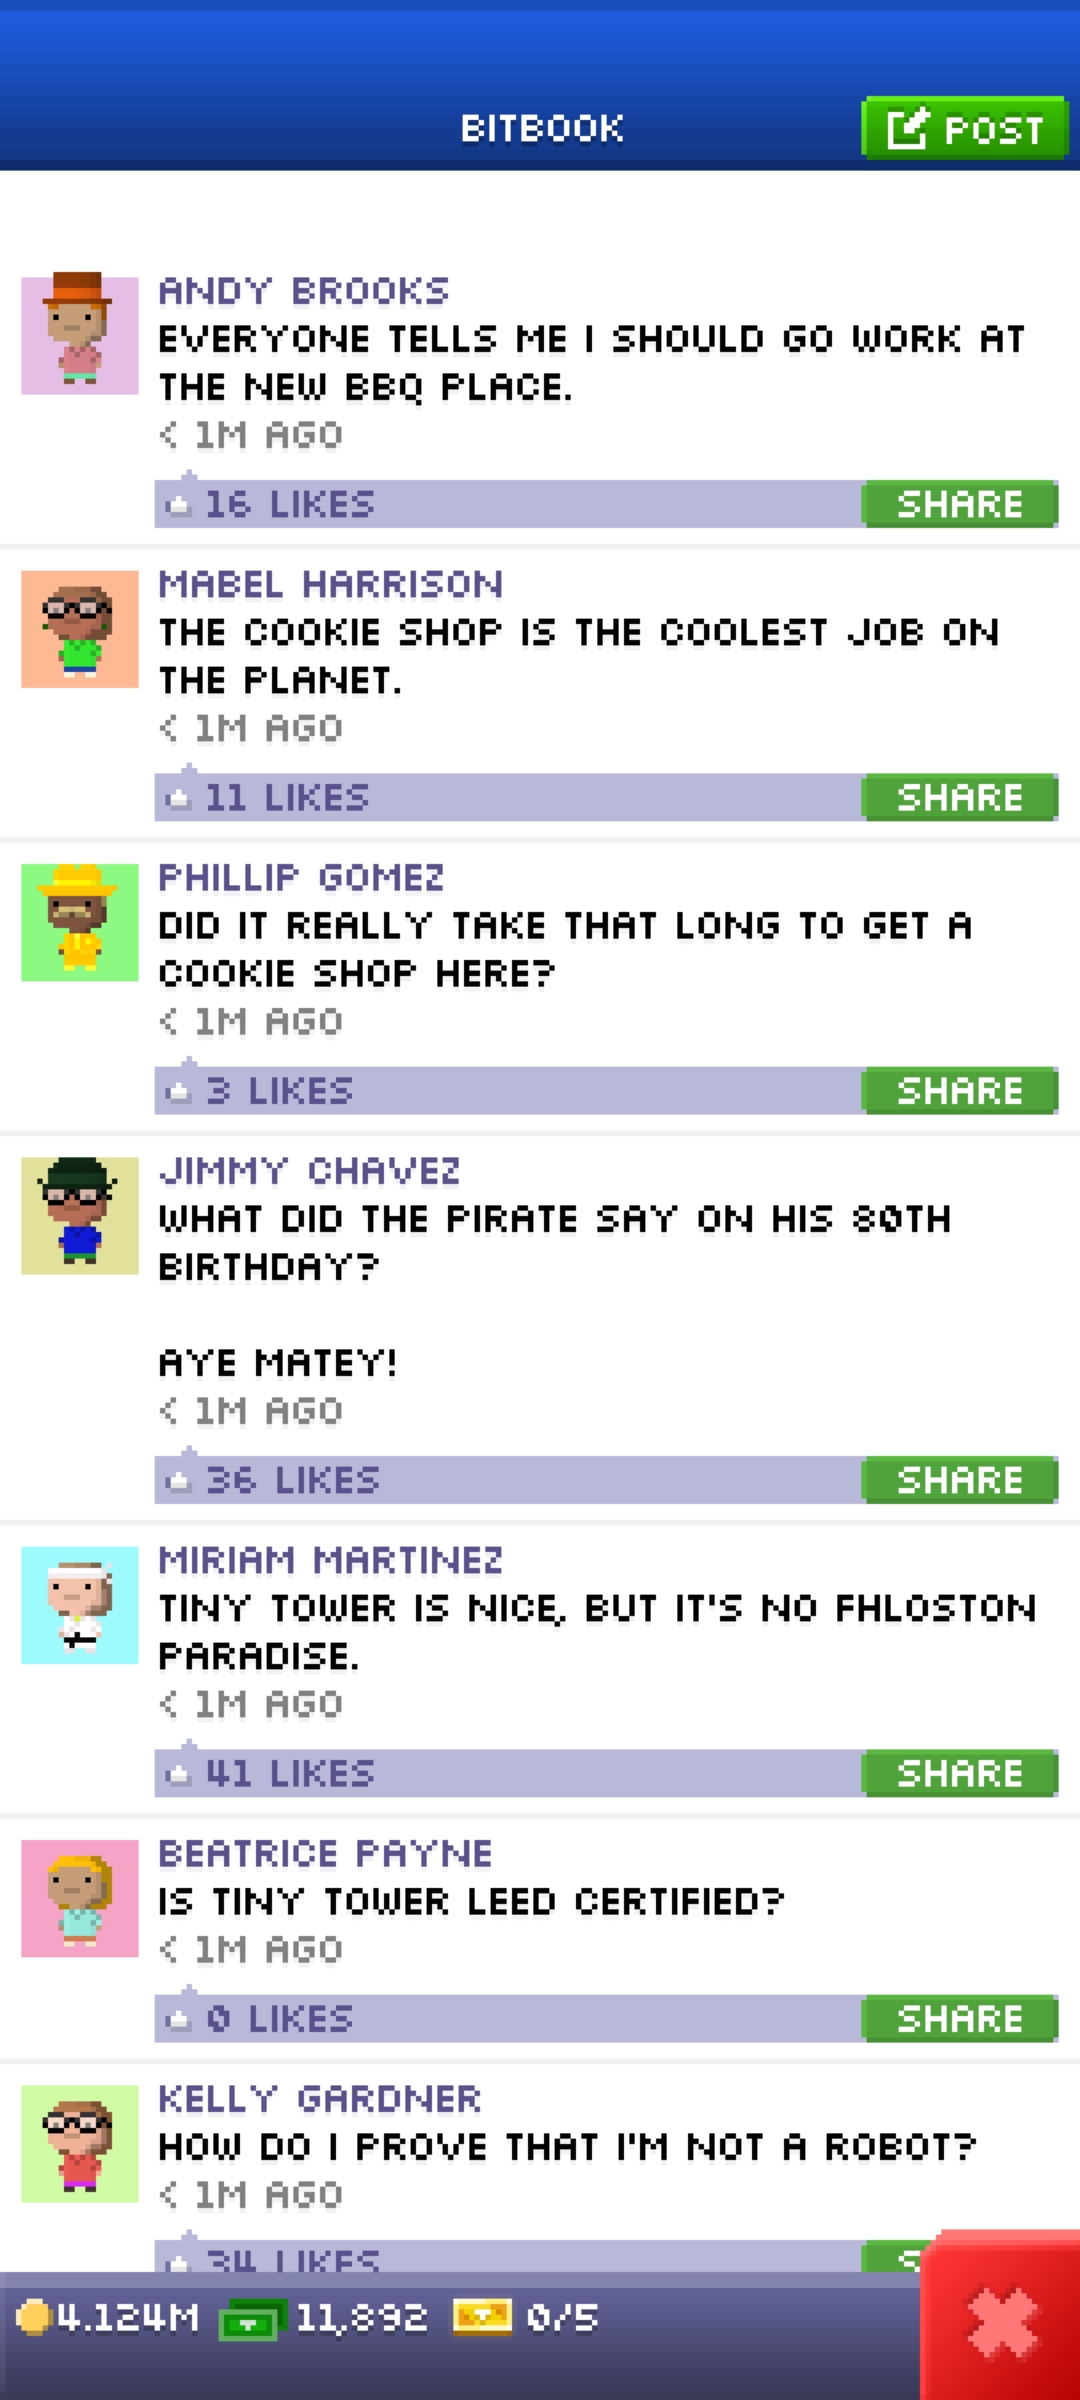 BITBOOK
POST
ANDY BROOKS
EVERYONE TELLS ME I SHOULD GO WORK AT
THE NEW BBQ PLACE.
< 1M AGO
16 LIKES
SHARE
MABEL HARRISON
THE COOKIE SHOP IS THE COOLEST JOB ON
THE PLANET.
< 1M AGO
11 LIKES
SHARE
PHILLIP GOMEZ
DID IT REALLY TAKE THAT LONG TO GET A
COOKIE SHOP HERE?
< 1M AGO
3 LIKES
SHARE
JIMMY CHAVEZ
WHAT DID THE PIRATE SAY ON HIS 80TH
BIRTHDAY?
AYE MATEY!
< 1M AGO
36 LIKES
SHARE
MIRIAM MARTINEZ
TINY TOWER IS NICE, BUT IT'S NO FHLOSTON
PARADISE.
< 1M AGO
41 LIKES
SHARE
BEATRICE PAYNE
IS TINY TOWER LEED CERTIFIED?
< 1M AGO
0 LIKES
SHARE
KELLY GARDNER
HOW DO I PROVE THAT I'M NOT A ROBOT?
< 1M AGO
34 LIKES
4.124M
11,892
0/5